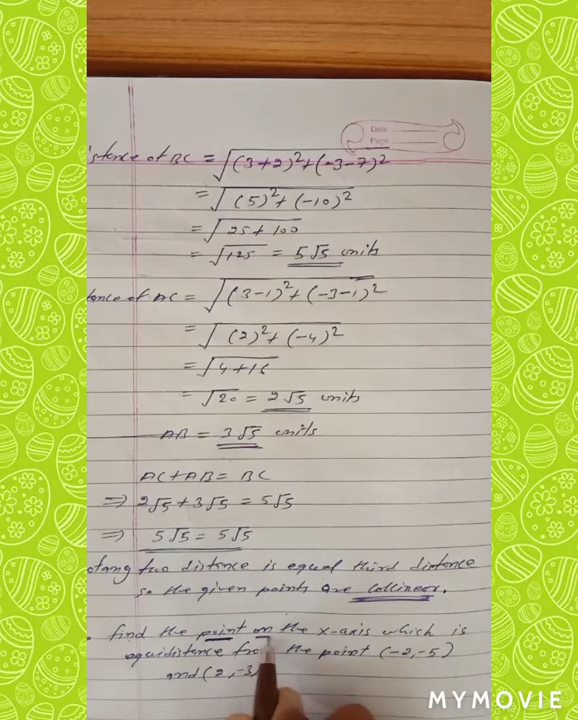 Date
Page
istance of BC = √(3+2)²+(-3-7)²
= √(5)²+(-10)²
= √25+100
= √125 = 5√5 units
tance of AC = √(3-1)²+(-3-1)²
= √(2)²+(-4)²
= √4+16
= √20 = 2√5 units
AB = 3√5 units
AC+AB = BC
⇒ 2√5+3√5 = 5√5
⇒ 5√5 = 5√5
two distance is equal third distance
so the given points are collinear.
. find the point on the x-axis which is
equidistance from the point (-2,-5)
and (2,-3)
MYMOVIE